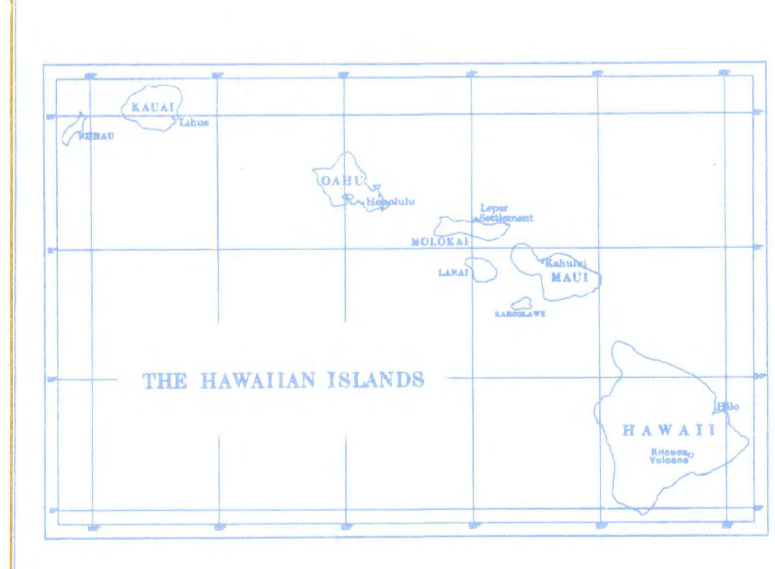 KAUAI
Lihue
NIIHAU
OAHU
Honolulu
Leper
Settlement
MOLOKAI
Kahului
LANAI
MAUI
KAHOOLAWE
THE HAWAIIAN ISLANDS
Hilo
HAWAII
Kilauea
Volcano